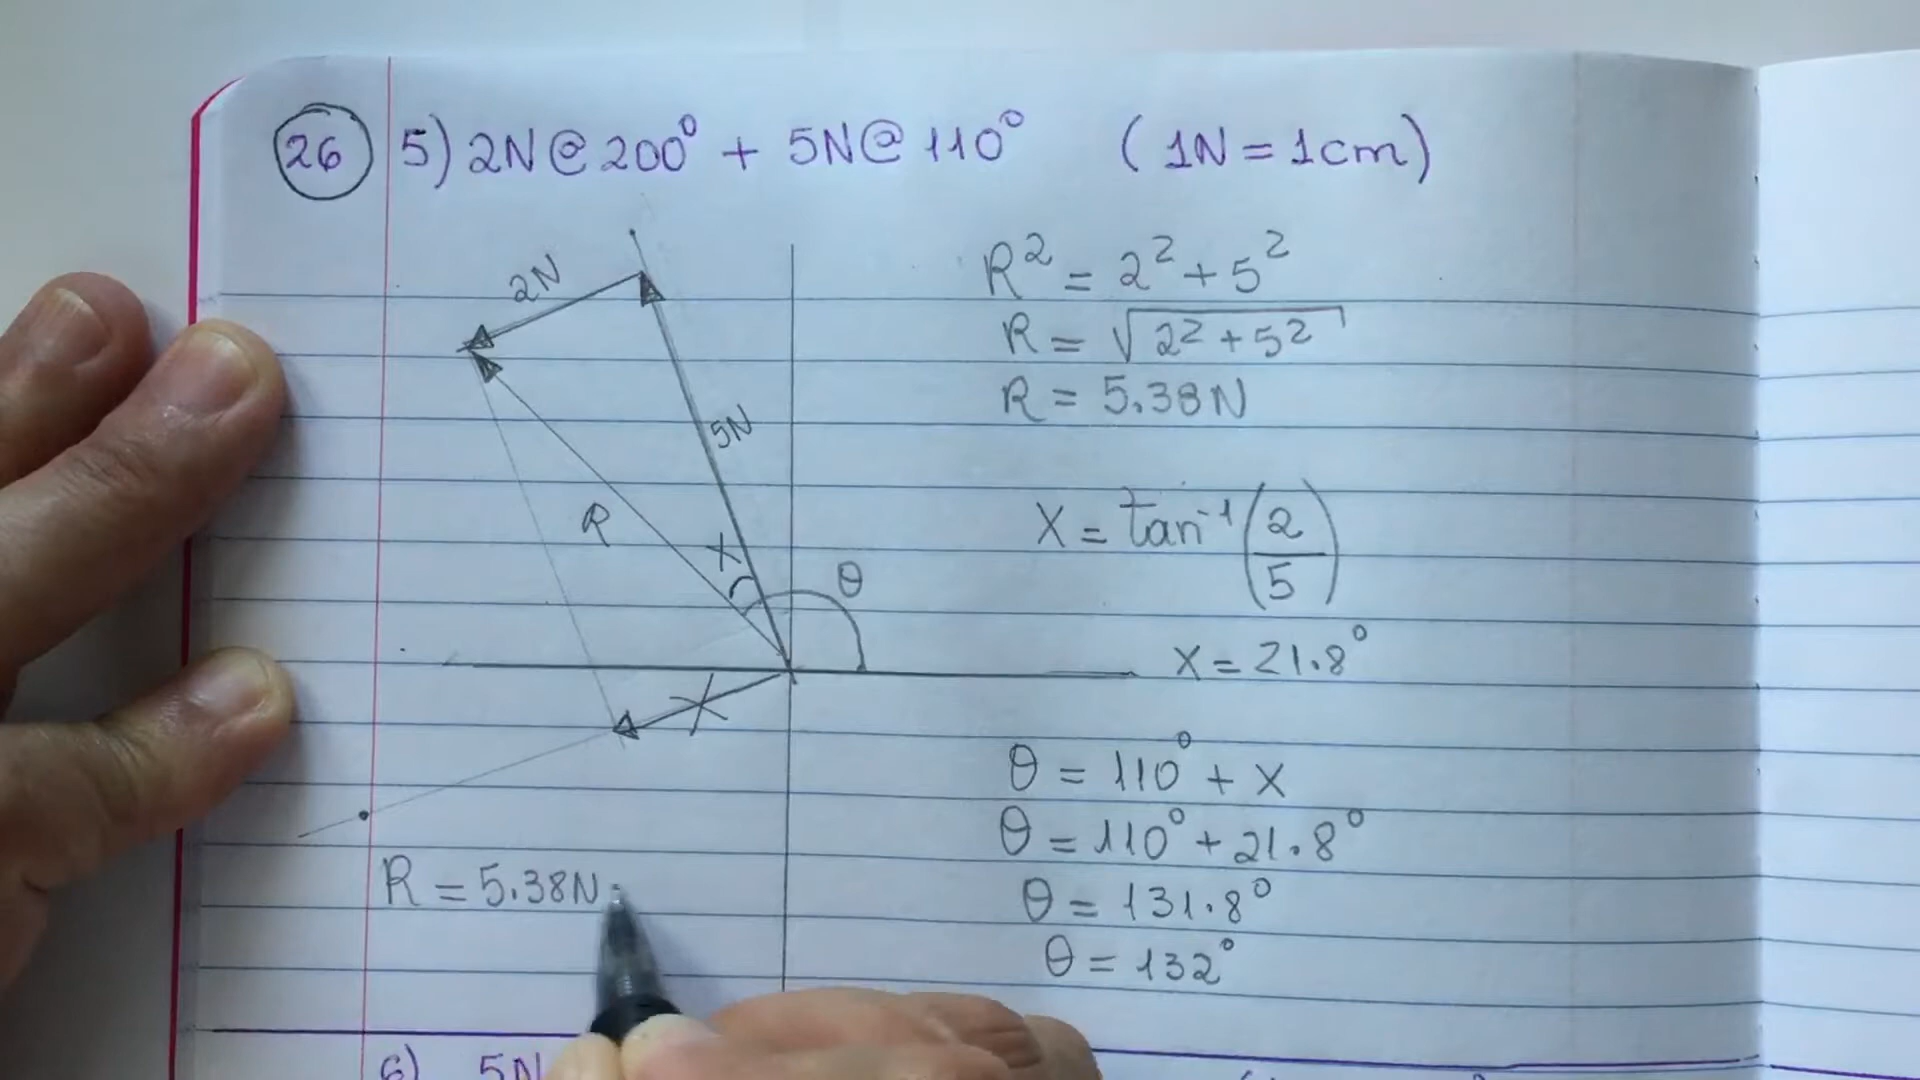 26 5) 2N@200° + 5N@110° (1N=1cm)
2N
5N
R
X
θ
X
R = 5.38N
R² = 2² + 5²
R = √2² + 5²
R = 5.38N
X = tan⁻¹(2/5)
X = 21.8°
θ = 110° + X
θ = 110° + 21.8°
θ = 131.8°
θ = 132°
6) 5N